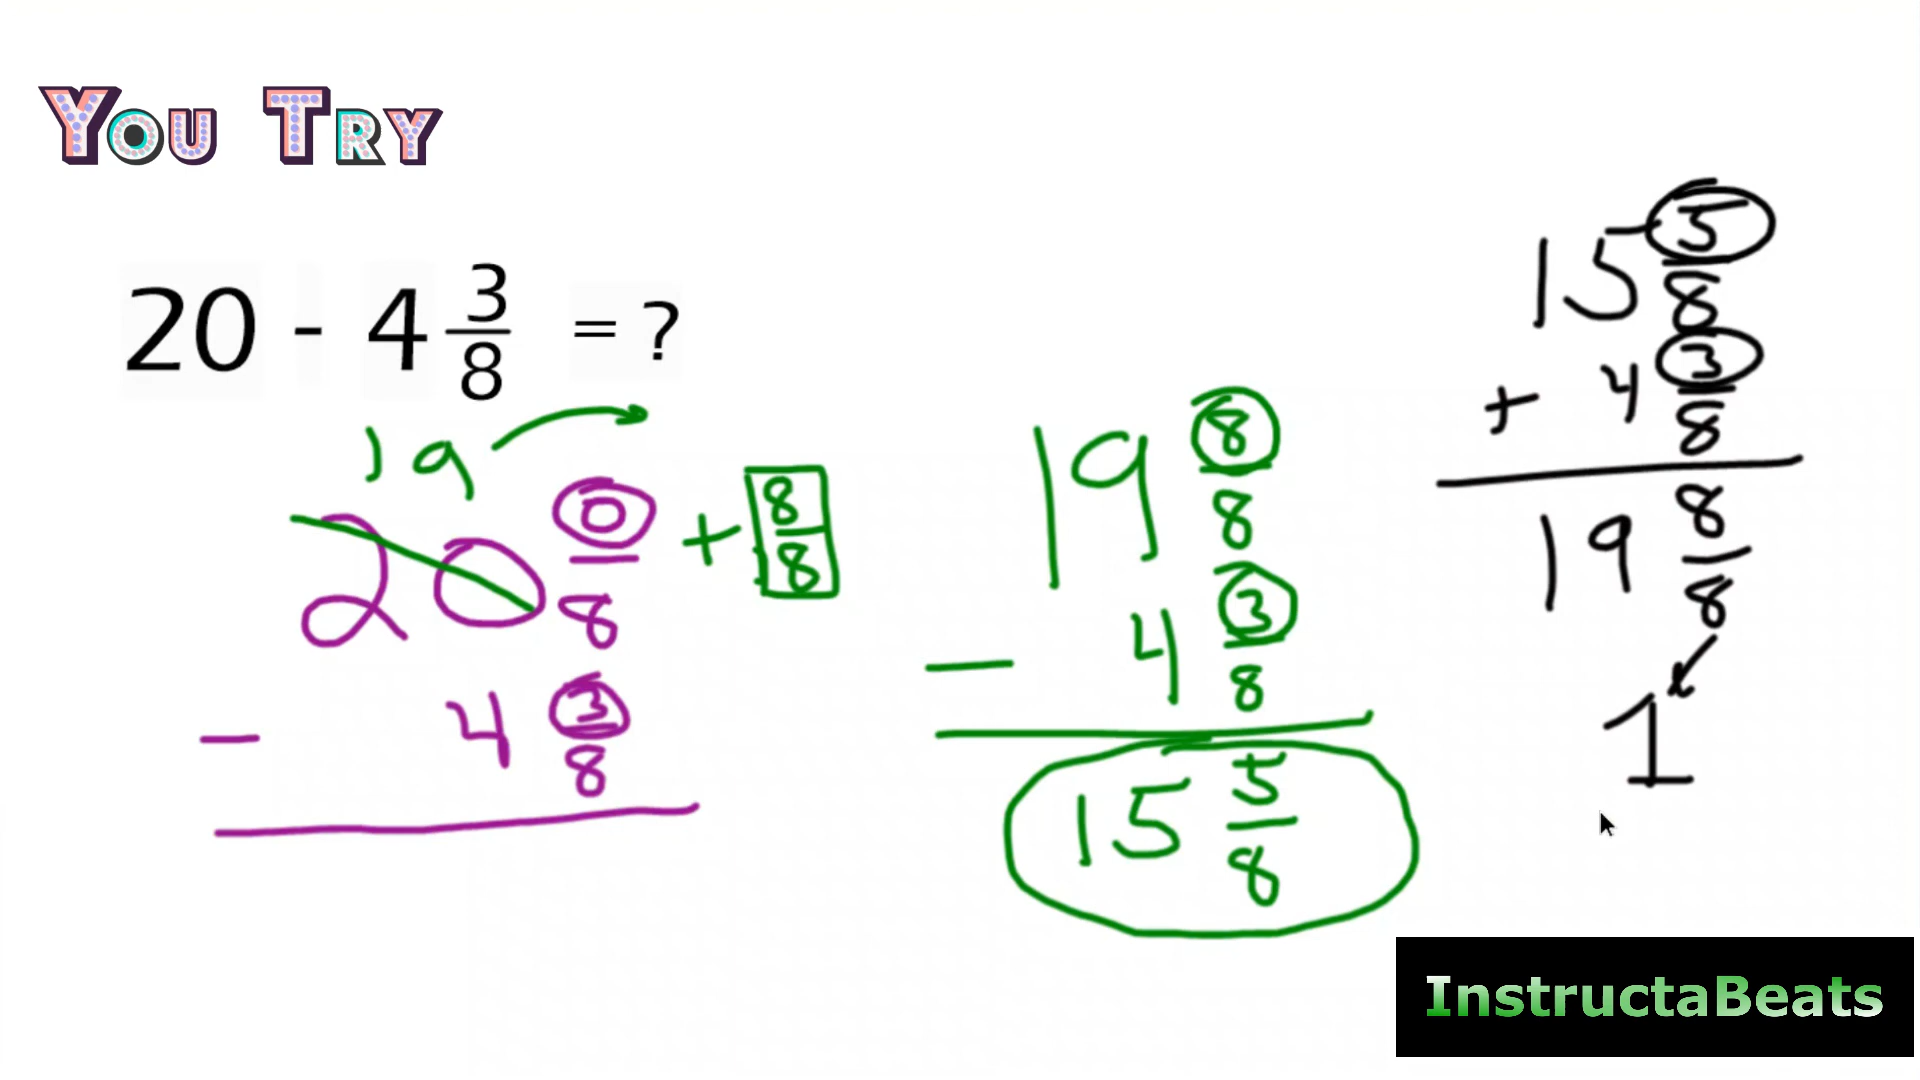 You Try
20 - 4 3/8 = ?
19
20 0/8 + 8/8
- 4 3/8
19 8/8
- 4 3/8
15 5/8
15 5/8
+ 4 3/8
19 8/8
1
InstructaBeats